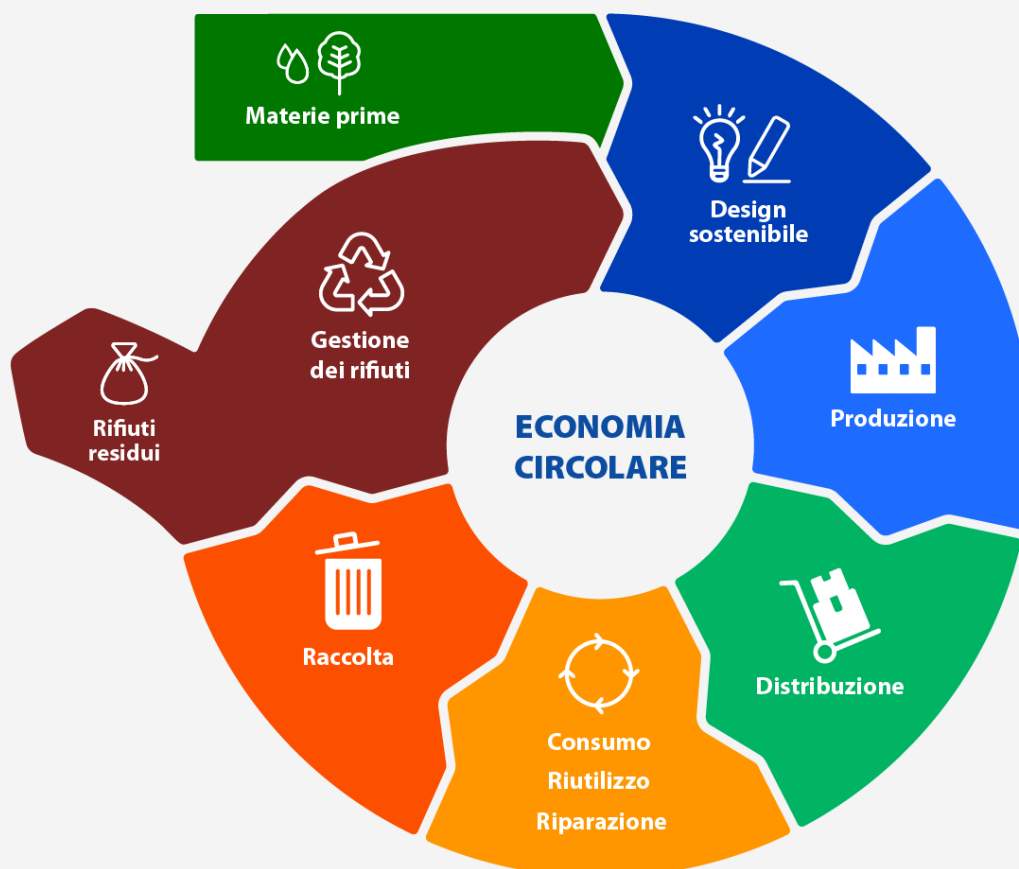 Materie prime
Design
sostenibile
Produzione
Distribuzione
Consumo
Riutilizzo
Riparazione
Raccolta
Gestione
dei rifiuti
Rifiuti
residui
ECONOMIA
CIRCOLARE